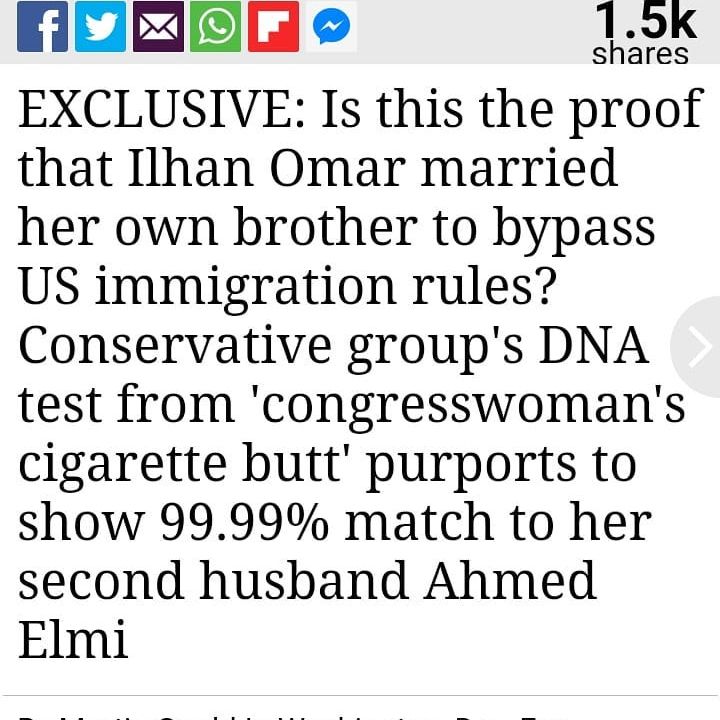 1.5k
shares
EXCLUSIVE: Is this the proof
that Ilhan Omar married
her own brother to bypass
US immigration rules?
Conservative group's DNA
test from 'congresswoman's
cigarette butt' purports to
show 99.99% match to her
second husband Ahmed
Elmi